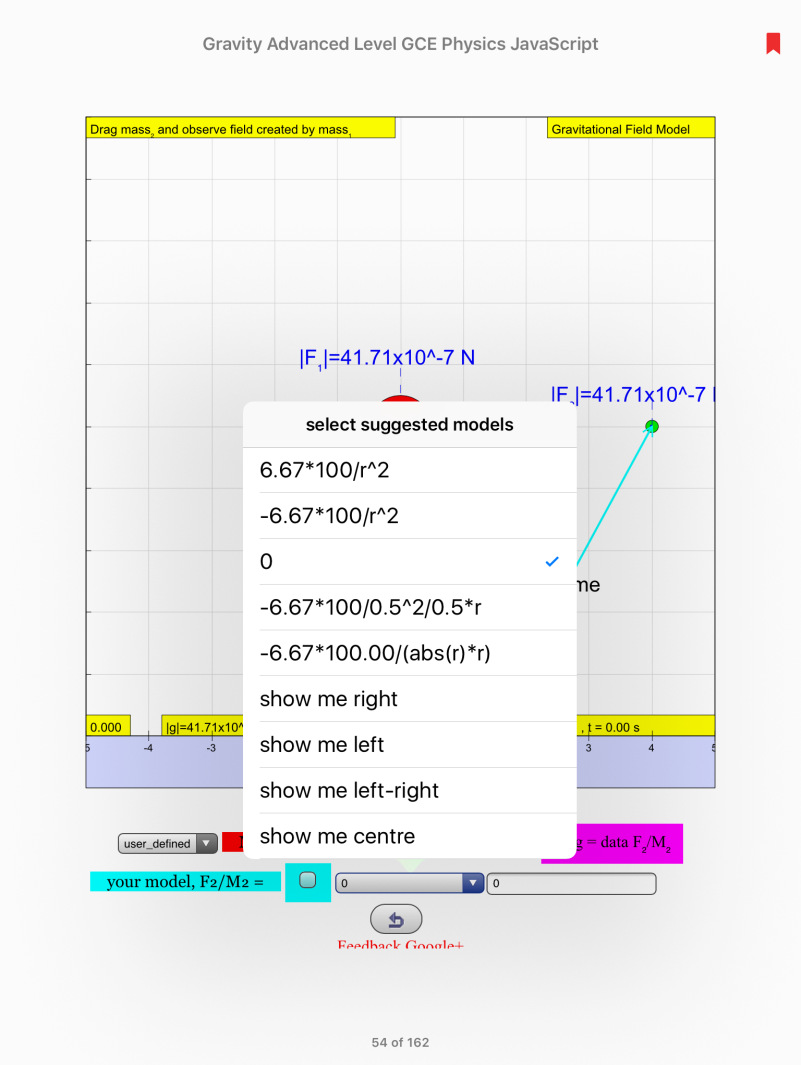 Gravity Advanced Level GCE Physics JavaScript
Drag mass₂ and observe field created by mass₁
Gravitational Field Model
|F₁|=41.71x10^-7 N
|F₂|=41.71x10^-7
select suggested models
6.67*100/r^2
-6.67*100/r^2
0
-6.67*100/0.5^2/0.5*r
me
-6.67*100.00/(abs(r)*r)
show me right
0.000
|g|=41.71x10^
, t = 0.00 s
show me left
5 -4 -3 3 4 5
show me left-right
show me centre
user_defined
g = data F₂/M₂
your model, F2/M2 =
0
0
Feedback Google+
54 of 162